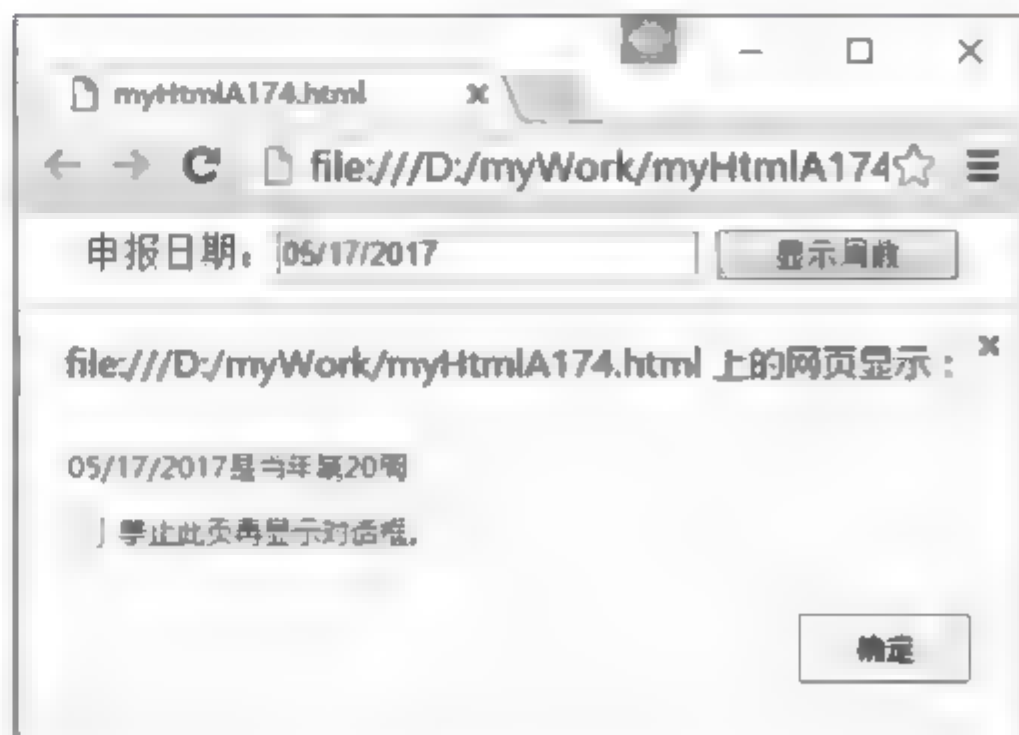 myHtmlA174.html
file:///D:/myWork/myHtmlA174
申报日期: 05/17/2017 显示周数
file:///D:/myWork/myHtmlA174.html 上的网页显示：
05/17/2017是当年第20周
禁止此页再显示对话框。
确定